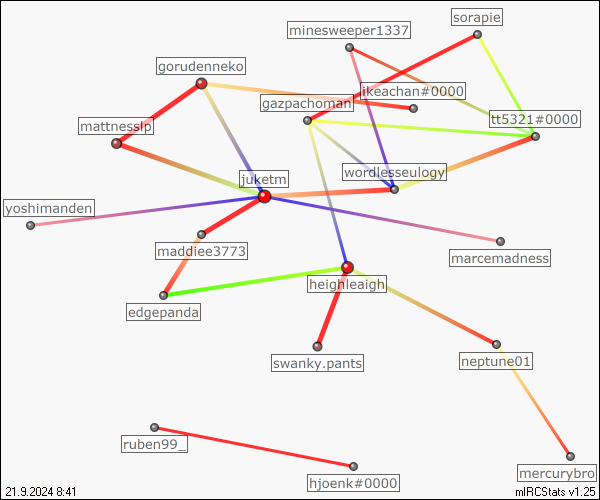 sorapie
minesweeper1337
gorudenneko
ikeachan#0000
gazpachoman
tt5321#0000
mattnesslp
wordlesseulogy
juketm
yoshimanden
maddiee3773
marcemadness
heighleaigh
edgepanda
swanky.pants
neptune01
ruben99_
mercurybro
hjoenk#0000
21.9.2024 8:41
mIRCStats v1.25